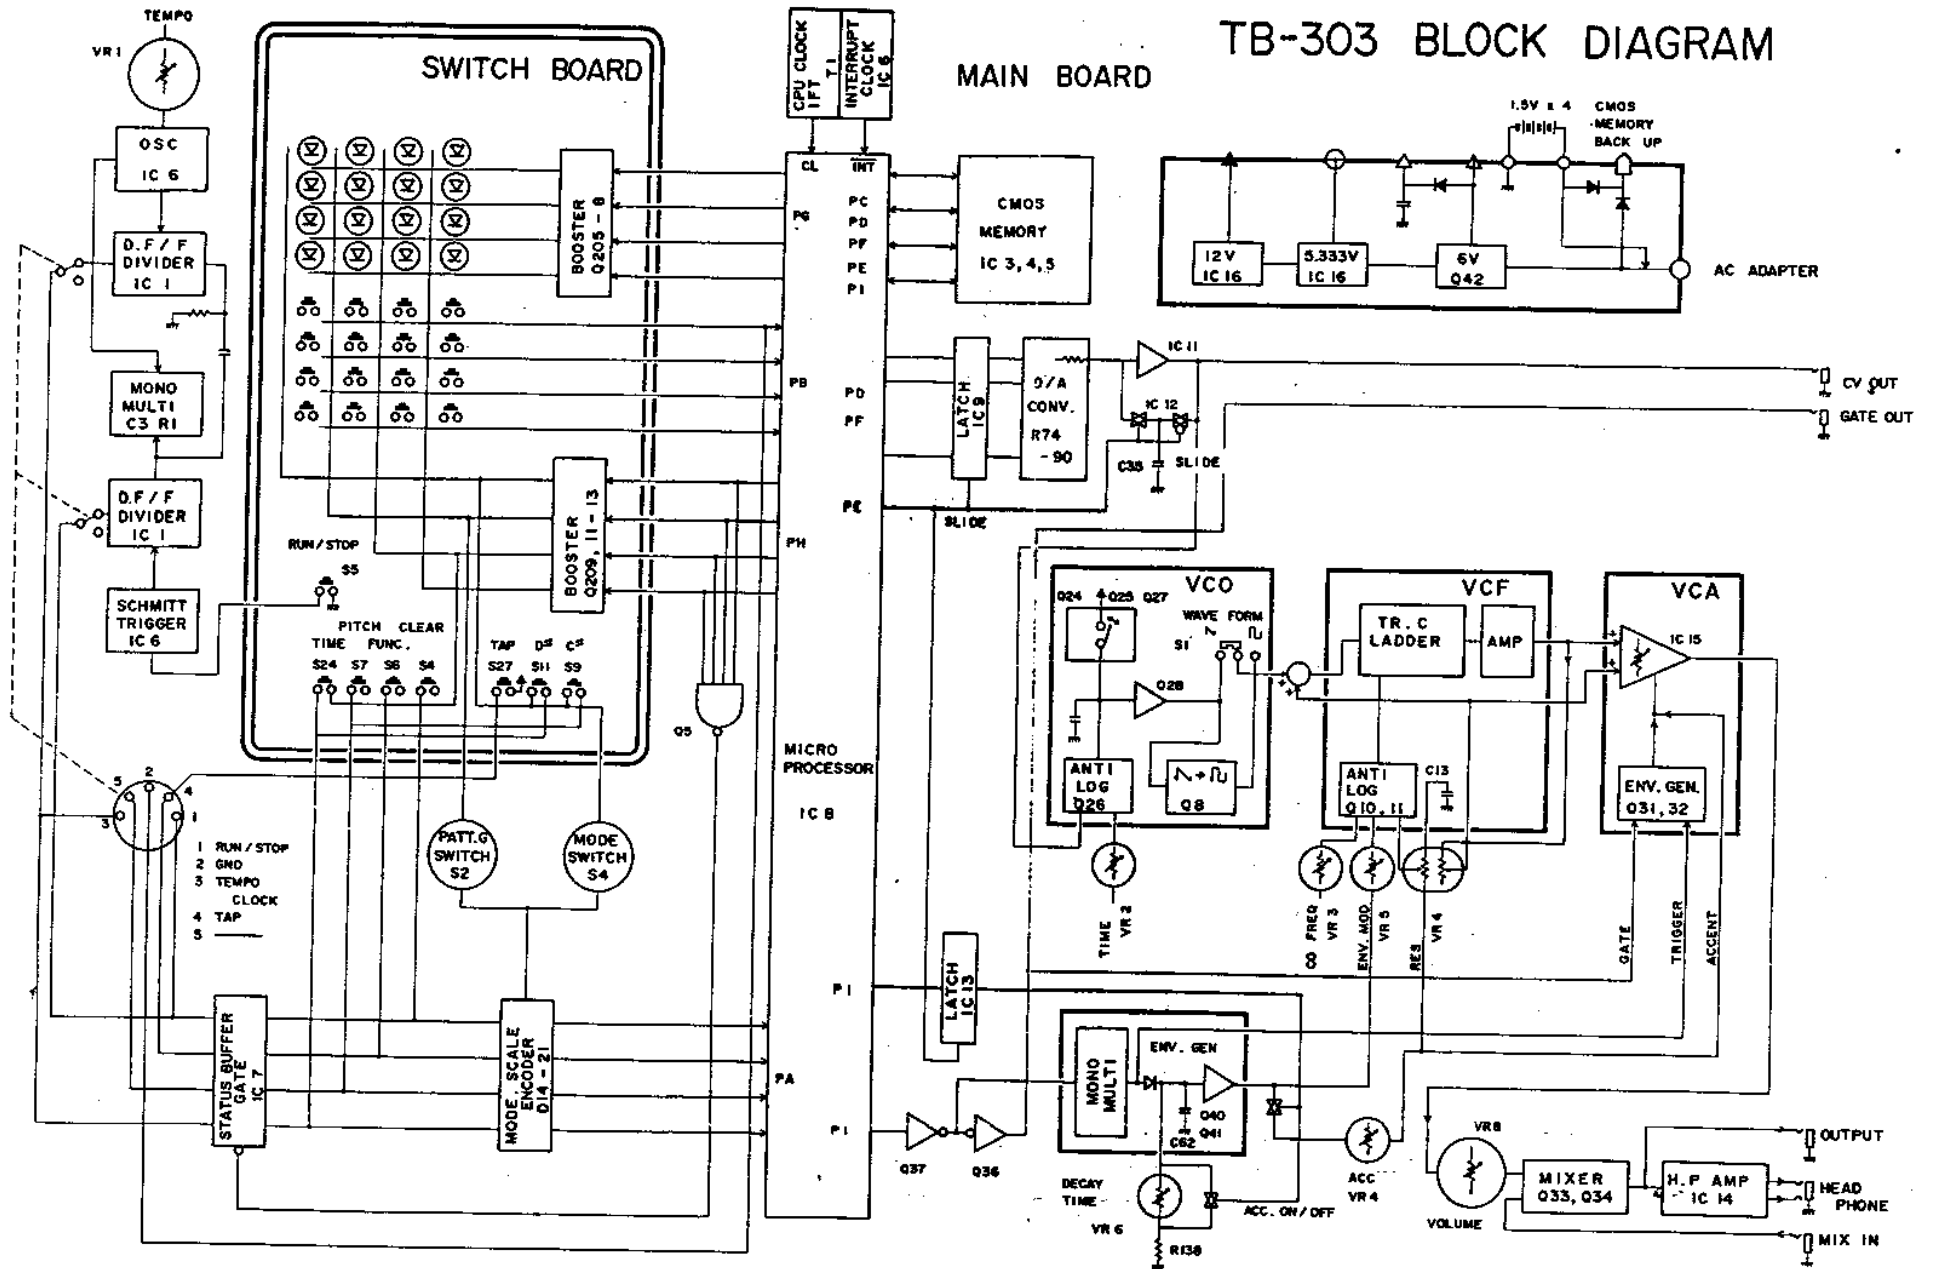 TB-303 BLOCK DIAGRAM
TEMPO
VR1
OSC
IC 6
D.F/F
DIVIDER
IC 1
MONO
MULTI
C3 R1
D.F/F
DIVIDER
IC 1
SCHMITT
TRIGGER
IC 6
SWITCH BOARD
BOOSTER
Q205-8
BOOSTER
Q209, 11-13
RUN/STOP
S5
PITCH CLEAR
TIME FUNC.
S24 S7 S6 S4
TAP D# C#
S27 S11 S9
Q5
PATT.G
SWITCH
S2
MODE
SWITCH
S4
5
2
4
3
1
1 RUN/STOP
2 GND
3 TEMPO
CLOCK
4 TAP
5
STATUS BUFFER
GATE
IC 7
MODE, SCALE
ENCODER
D14-21
MAIN BOARD
CPU CLOCK
IFT T1
INTERRUPT
CLOCK
IC 6
CL INT
PG
PC
PD
PF
PE
PI
PB
PD
PF
PE
PH
MICRO
PROCESSOR
IC 8
PI
PA
PI
CMOS
MEMORY
IC 3,4,5
LATCH
IC 9
D/A
CONV.
R74
-90
IC 11
IC 12
C35
SLIDE
SLIDE
1.5V x 4
CMOS
MEMORY
BACK UP
12V
IC 16
5.333V
IC 16
6V
Q42
AC ADAPTER
CV OUT
GATE OUT
VCO
Q24 Q25 Q27
WAVE FORM
S1
Q28
ANTI
LOG
Q26
Q8
TIME
VR 2
VCF
TR. C
LADDER
AMP
ANTI
LOG
Q10, 11
C13
CO FREQ
VR 3
ENV. MOD
VR 5
RES
VR 4
VCA
IC 15
ENV. GEN.
Q31, 32
GATE
TRIGGER
ACCENT
LATCH
IC 13
MONO
MULTI
ENV. GEN
Q40
Q41
C62
Q37
Q36
DECAY
TIME
VR 6
R138
ACC. ON/OFF
ACC
VR 4
VR8
VOLUME
MIXER
Q33, Q34
H.P AMP
IC 14
OUTPUT
HEAD
PHONE
MIX IN